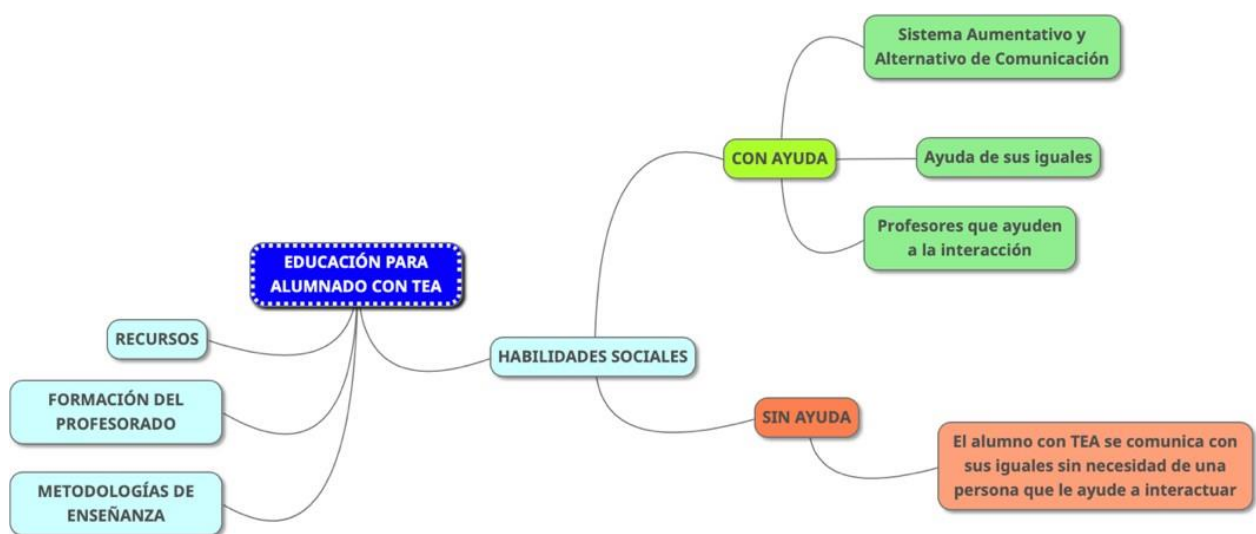 EDUCACIÓN PARA
ALUMNADO CON TEA
RECURSOS
FORMACIÓN DEL
PROFESORADO
METODOLOGÍAS DE
ENSEÑANZA
HABILIDADES SOCIALES
CON AYUDA
Sistema Aumentativo y
Alternativo de Comunicación
Ayuda de sus iguales
Profesores que ayuden
a la interacción
SIN AYUDA
El alumno con TEA se comunica con
sus iguales sin necesidad de una
persona que le ayude a interactuar